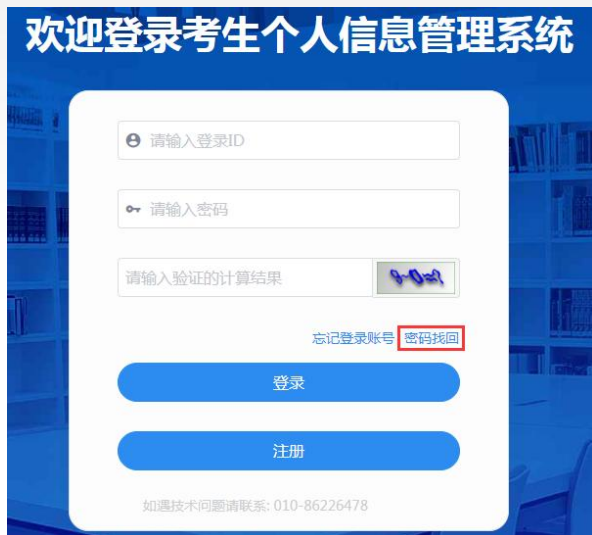 欢迎登录考生个人信息管理系统
请输入登录ID
请输入密码
请输入验证的计算结果
忘记登录账号 密码找回
登录
注册
如遇技术问题请联系: 010-86226478